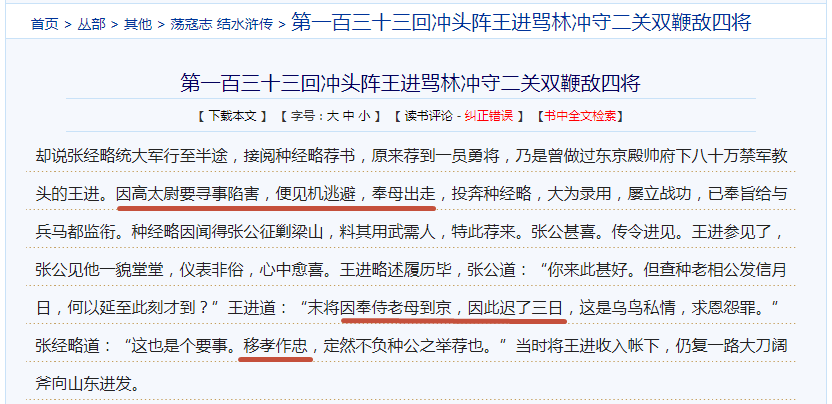 首页 > 丛部 > 其他 > 荡寇志 结水浒传 > 第一百三十三回冲头阵王进骂林冲守二关双鞭敌四将
第一百三十三回冲头阵王进骂林冲守二关双鞭敌四将
【 下载本文 】 【 字号：大 中 小 】 【 读书评论 - 纠正错误 】 【书中全文检索】
却说张经略统大军行至半途，接阅种经略荐书，原来荐到一员勇将，乃是曾做过东京殿帅府下八十万禁军教
头的王进。因高太尉要寻事陷害，便见机逃避，奉母出走，投奔种经略，大为录用，屡立战功，已奉旨给与
兵马都监衔。种经略因闻得张公征剿梁山，料其用武需人，特此荐来。张公甚喜。传令进见。王进参见了，
张公见他一貌堂堂，仪表非俗，心中愈喜。王进略述履历毕，张公道：“你来此甚好。但查种老相公发信月
日，何以延至此刻才到？”王进道：“末将因奉侍老母到京，因此迟了三日，这是乌鸟私情，求恩怨罪。”
张经略道：“这也是个要事。移孝作忠，定然不负种公之举荐也。”当时将王进收入帐下，仍复一路大刀阔
斧向山东进发。